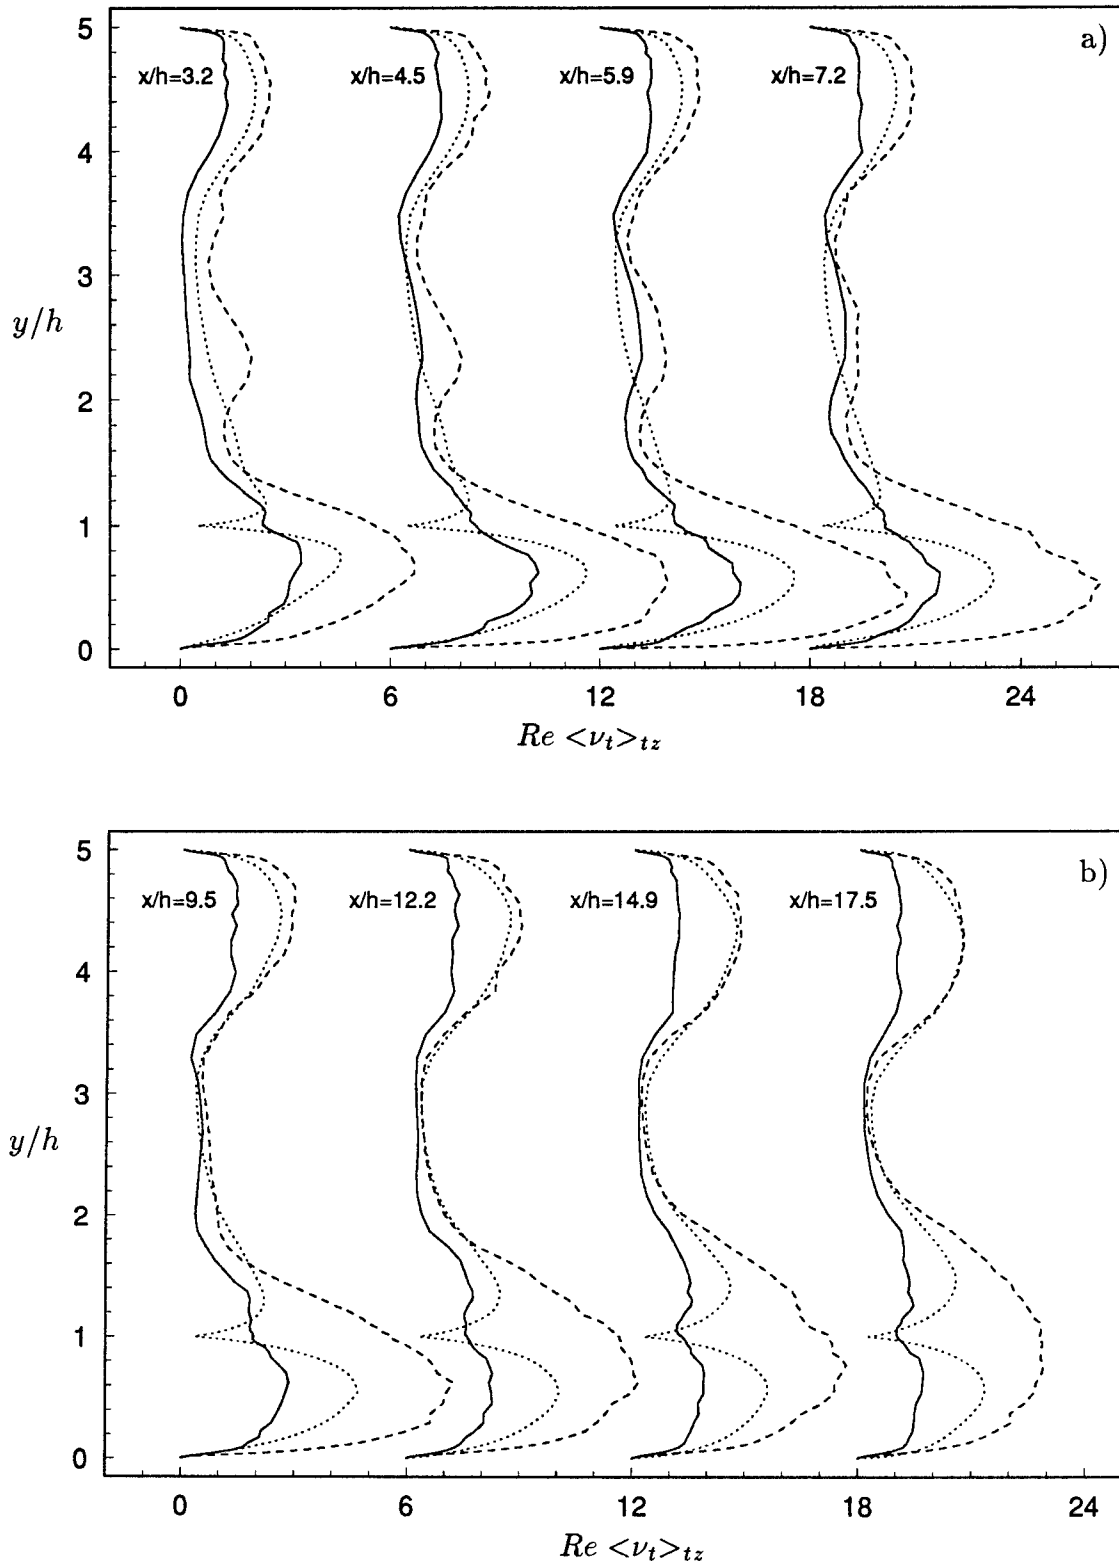 a)
5
x/h=3.2 x/h=4.5 x/h=5.9 x/h=7.2
4
3
y/h
2
1
0
0 6 12 18 24
Re <ν_t>_tz
b)
5
x/h=9.5 x/h=12.2 x/h=14.9 x/h=17.5
4
3
y/h
2
1
0
0 6 12 18 24
Re <ν_t>_tz